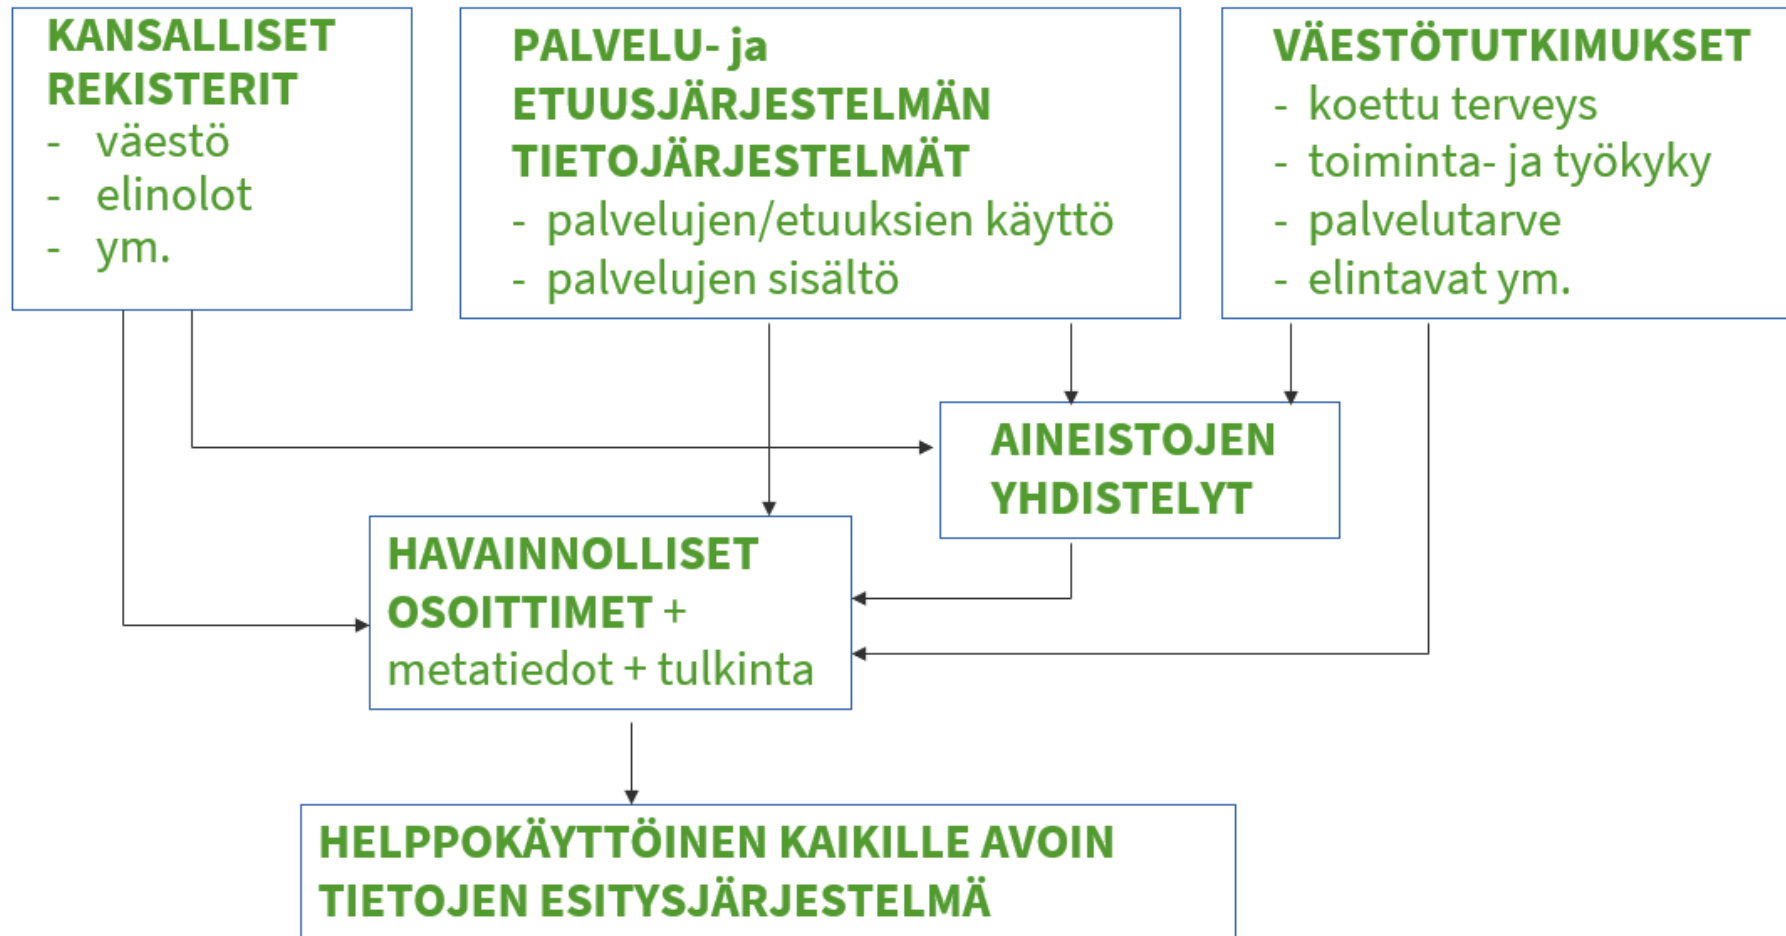 KANSALLISET
REKISTERIT
- väestö
- elinolot
- ym.
PALVELU- ja
ETUUSJÄRJESTELMÄN
TIETOJÄRJESTELMÄT
- palvelujen/etuuksien käyttö
- palvelujen sisältö
VÄESTÖTUTKIMUKSET
- koettu terveys
- toiminta- ja työkyky
- palvelutarve
- elintavat ym.
AINEISTOJEN
YHDISTELYT
HAVAINNOLLISET
OSOITTIMET +
metatiedot + tulkinta
HELPPOKÄYTTÖINEN KAIKILLE AVOIN
TIETOJEN ESITYSJÄRJESTELMÄ